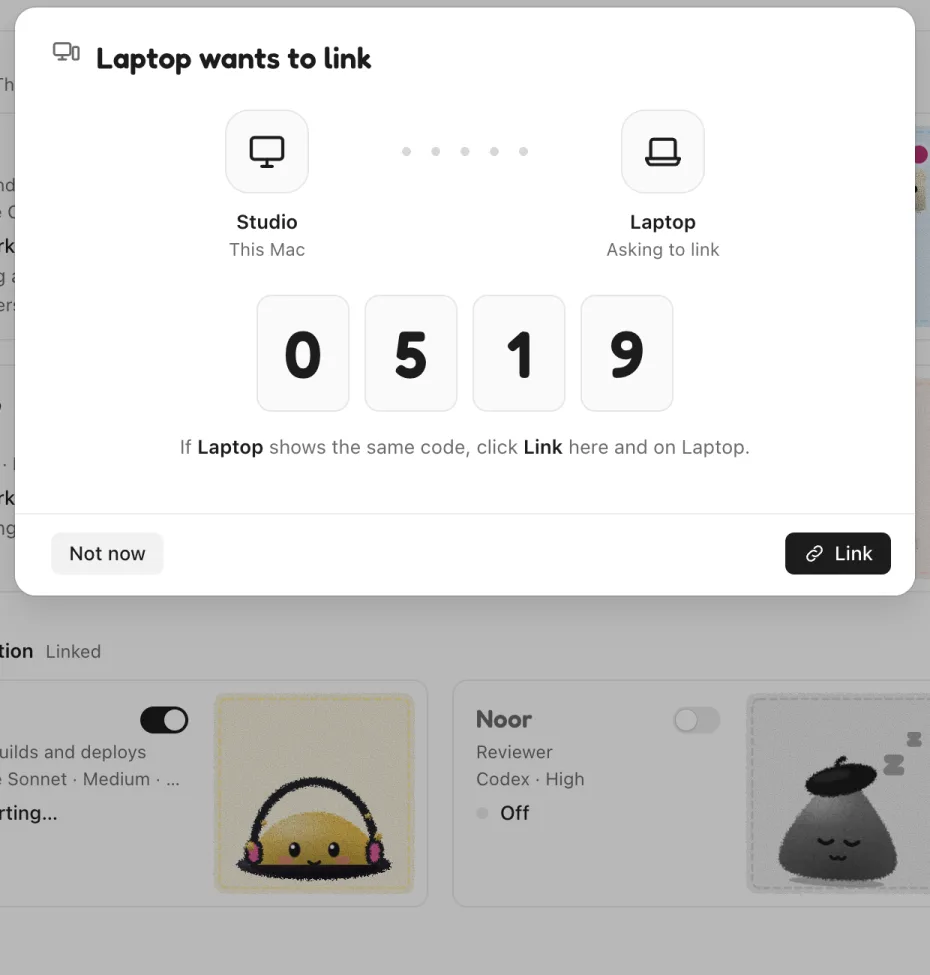 Laptop wants to link
Studio
This Mac
Laptop
Asking to link
0 5 1 9
If Laptop shows the same code, click Link here and on Laptop.
Not now
Link
Linked
and deploys
Sonnet · Medium · ...
Noor
Reviewer
Codex · High
Off